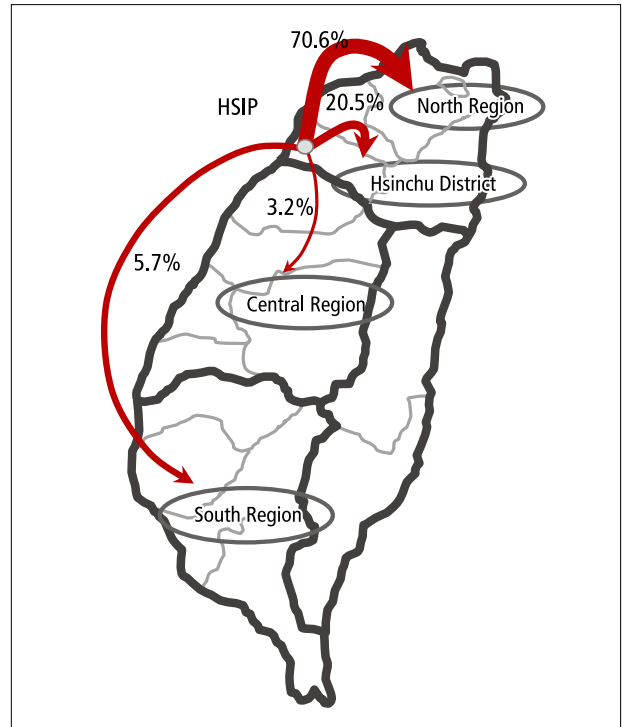 70.6%
HSIP
20.5%
North Region
Hsinchu District
3.2%
5.7%
Central Region
South Region